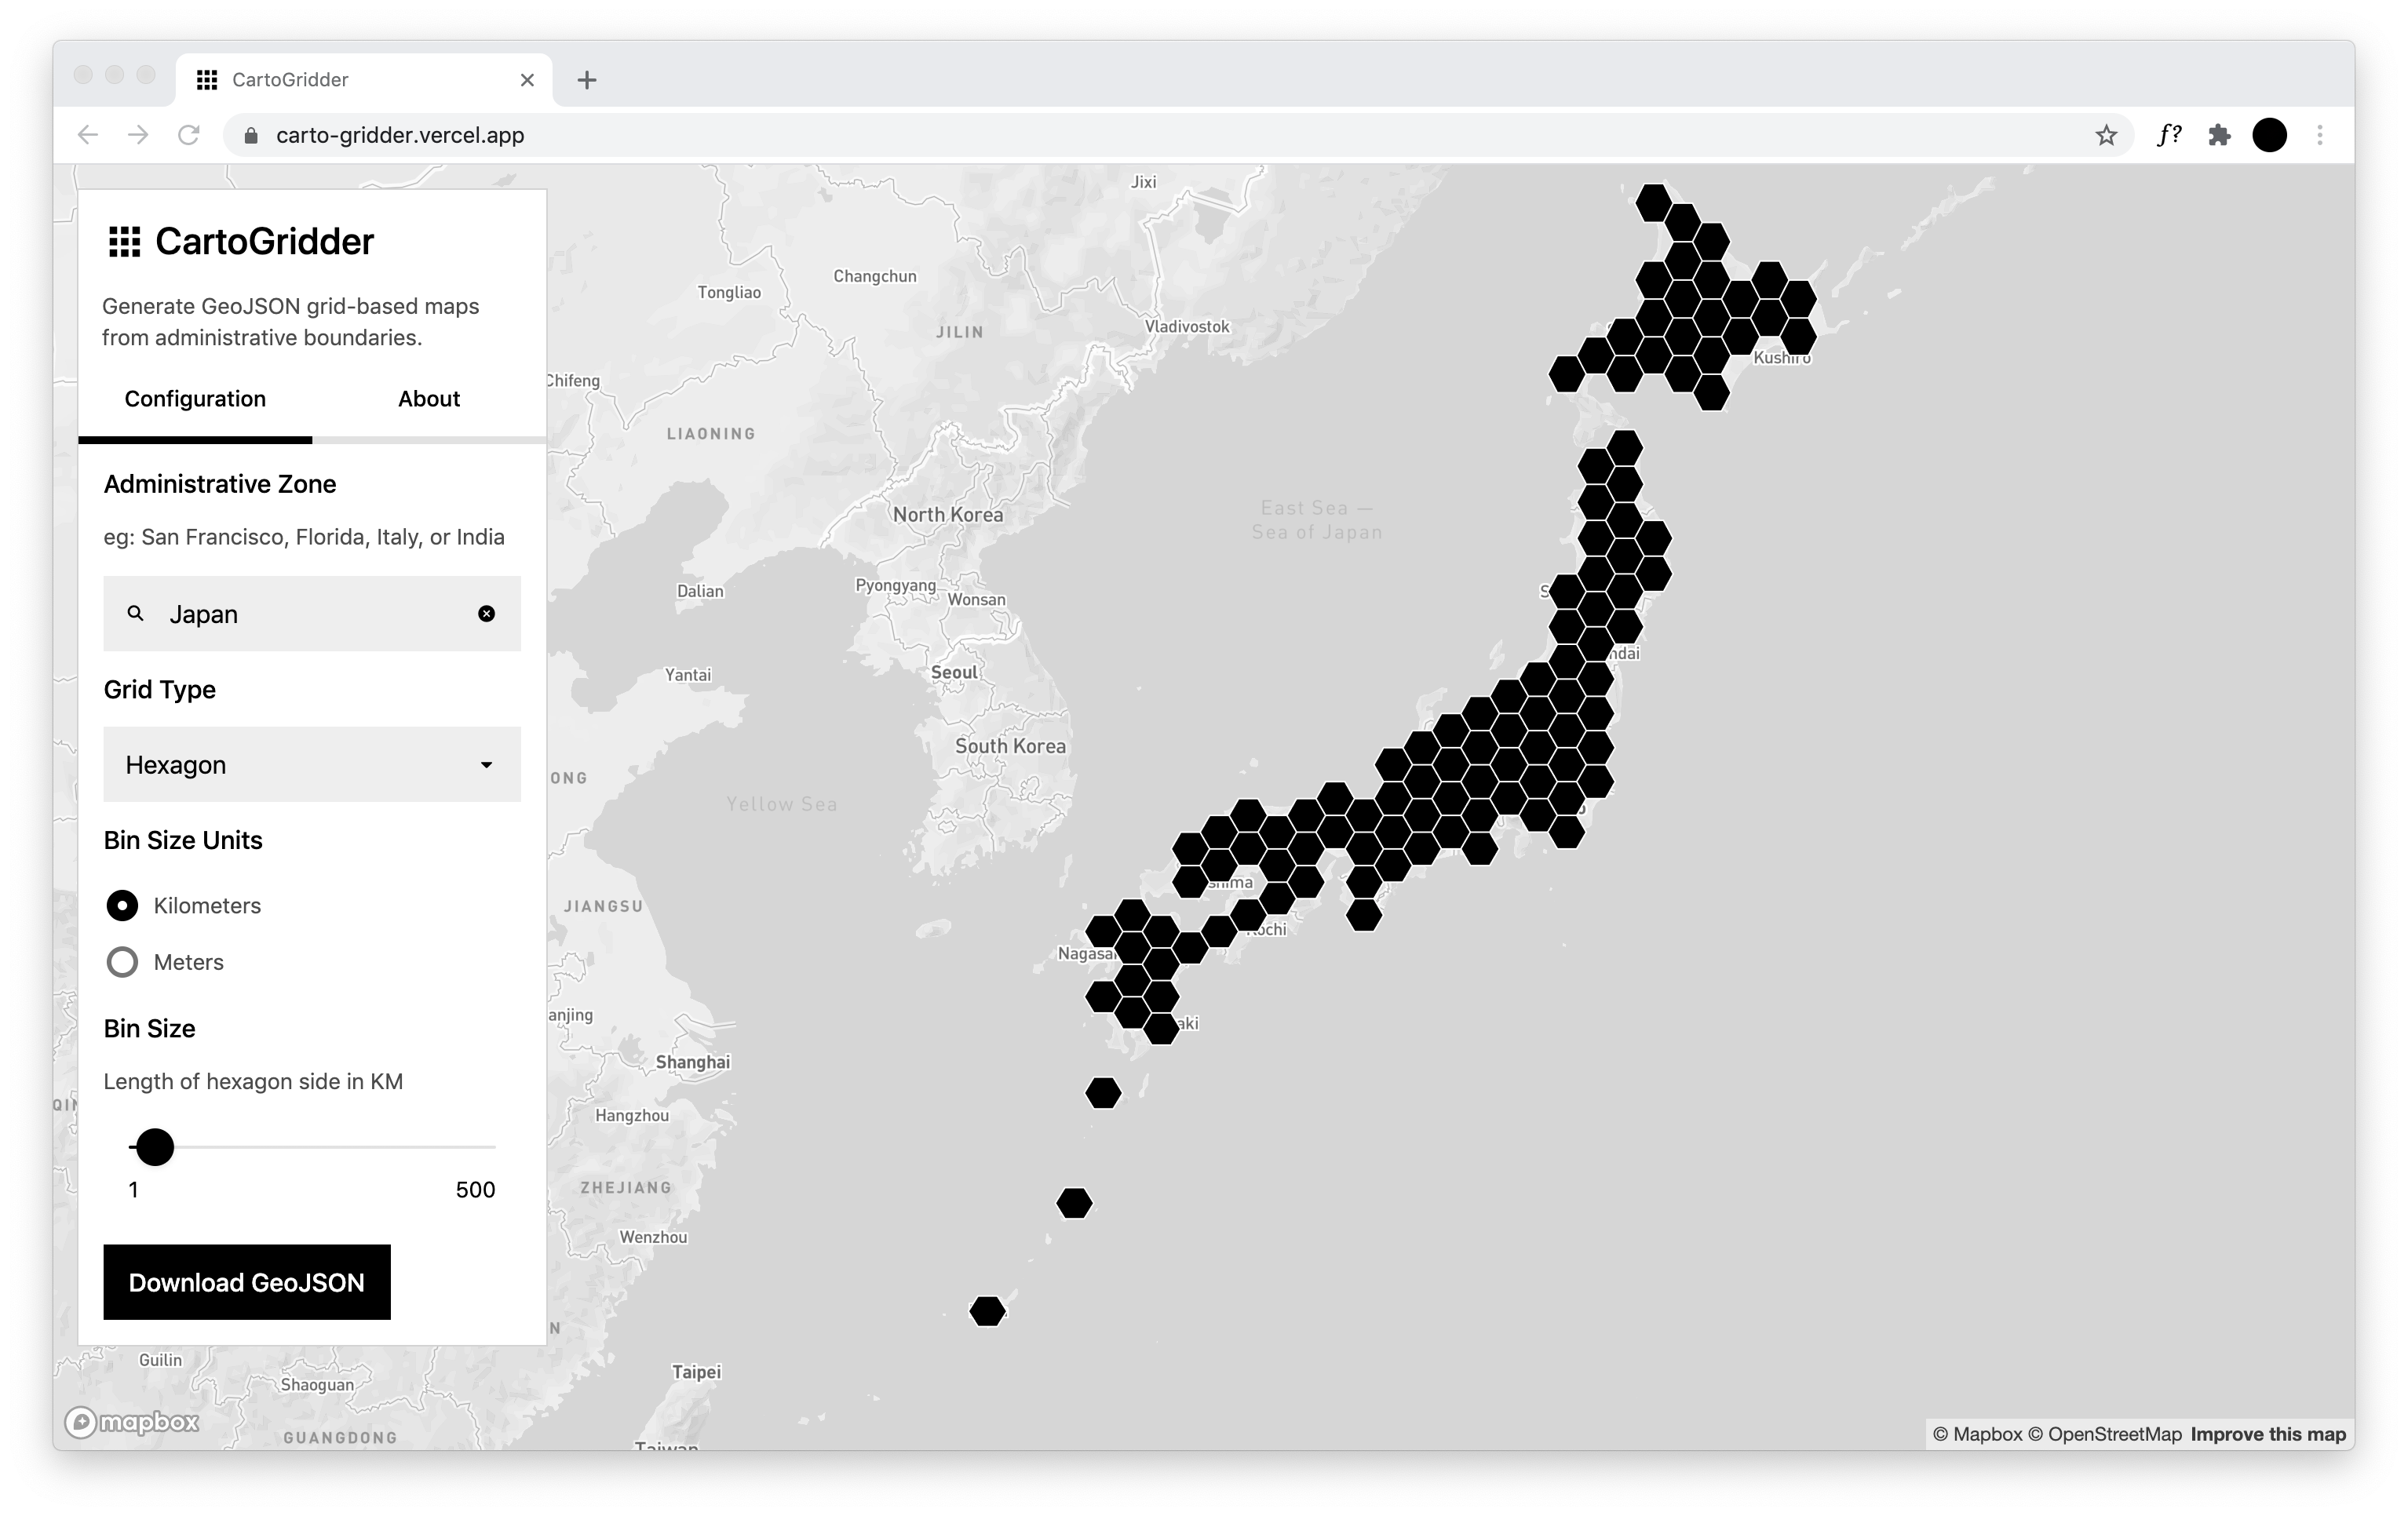 CartoGridder
carto-gridder.vercel.app
f?
CartoGridder
Generate GeoJSON grid-based maps
from administrative boundaries.
Configuration
About
Administrative Zone
eg: San Francisco, Florida, Italy, or India
Japan
Grid Type
Hexagon
Bin Size Units
Kilometers
Meters
Bin Size
Length of hexagon side in KM
1
500
Download GeoJSON
Jixi
Changchun
Tongliao
JILIN
Vladivostok
Chifeng
Kushiro
LIAONING
North Korea
East Sea —
Sea of Japan
Dalian
Pyongyang
Wonsan
ndai
Seoul
Yantai
South Korea
ONG
Yellow Sea
shima
JIANGSU
Kochi
Nagasa
anjing
aki
Shanghai
QIN
Hangzhou
ZHEJIANG
Wenzhou
N
Guilin
Taipei
Shaoguan
mapbox
GUANGDONG
Taiwan
© Mapbox © OpenStreetMap Improve this map